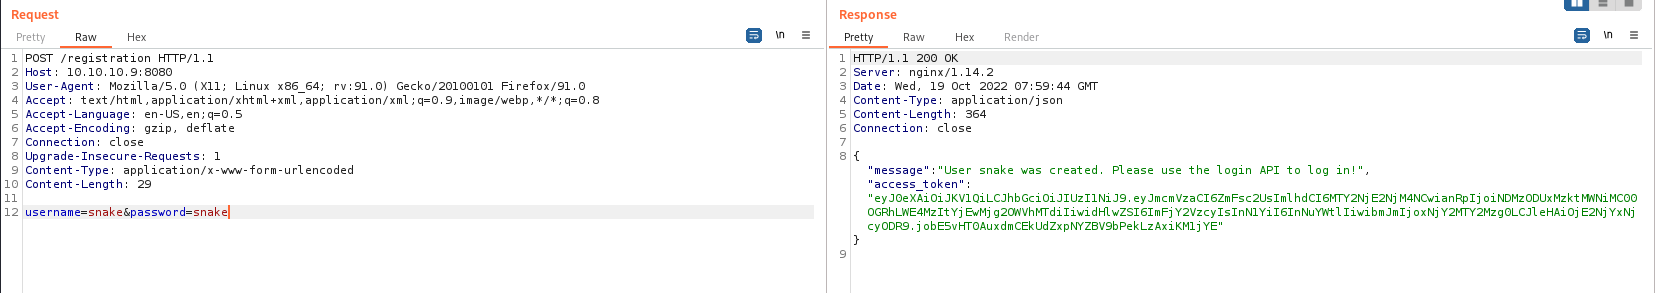 Request
Pretty Raw Hex
\n
1 POST /registration HTTP/1.1
2 Host: 10.10.10.9:8080
3 User-Agent: Mozilla/5.0 (X11; Linux x86_64; rv:91.0) Gecko/20100101 Firefox/91.0
4 Accept: text/html,application/xhtml+xml,application/xml;q=0.9,image/webp,*/*;q=0.8
5 Accept-Language: en-US,en;q=0.5
6 Accept-Encoding: gzip, deflate
7 Connection: close
8 Upgrade-Insecure-Requests: 1
9 Content-Type: application/x-www-form-urlencoded
10 Content-Length: 29
11
12 username=snake&password=snake
Response
Pretty Raw Hex Render
\n
1 HTTP/1.1 200 OK
2 Server: nginx/1.14.2
3 Date: Wed, 19 Oct 2022 07:59:44 GMT
4 Content-Type: application/json
5 Content-Length: 364
6 Connection: close
7
8 {
"message":"User snake was created. Please use the login API to log in!",
"access_token":
"eyJ0eXAiOiJKV1QiLCJhbGciOiJIUzI1NiJ9.eyJmcmVzaCI6ZmFsc2UsImlhdCI6MTY2NjE2NjM4NCwianRpIjoiNDMzODUxMzktMWNiMC00
OGRhLWE4MzItYjEwMjg2OWVhMTdiIiwidHlwZSI6ImFjY2VzcyIsInN1YiI6InNuYWtlIiwibmJmIjoxNjY2MTY2Mzg0LCJleHAiOjE2NjYxNj
cyODR9.jobE5vHT0AuxdmCEkUdZxpNYZBV9bPekLzAxiKM1jYE"
}
9